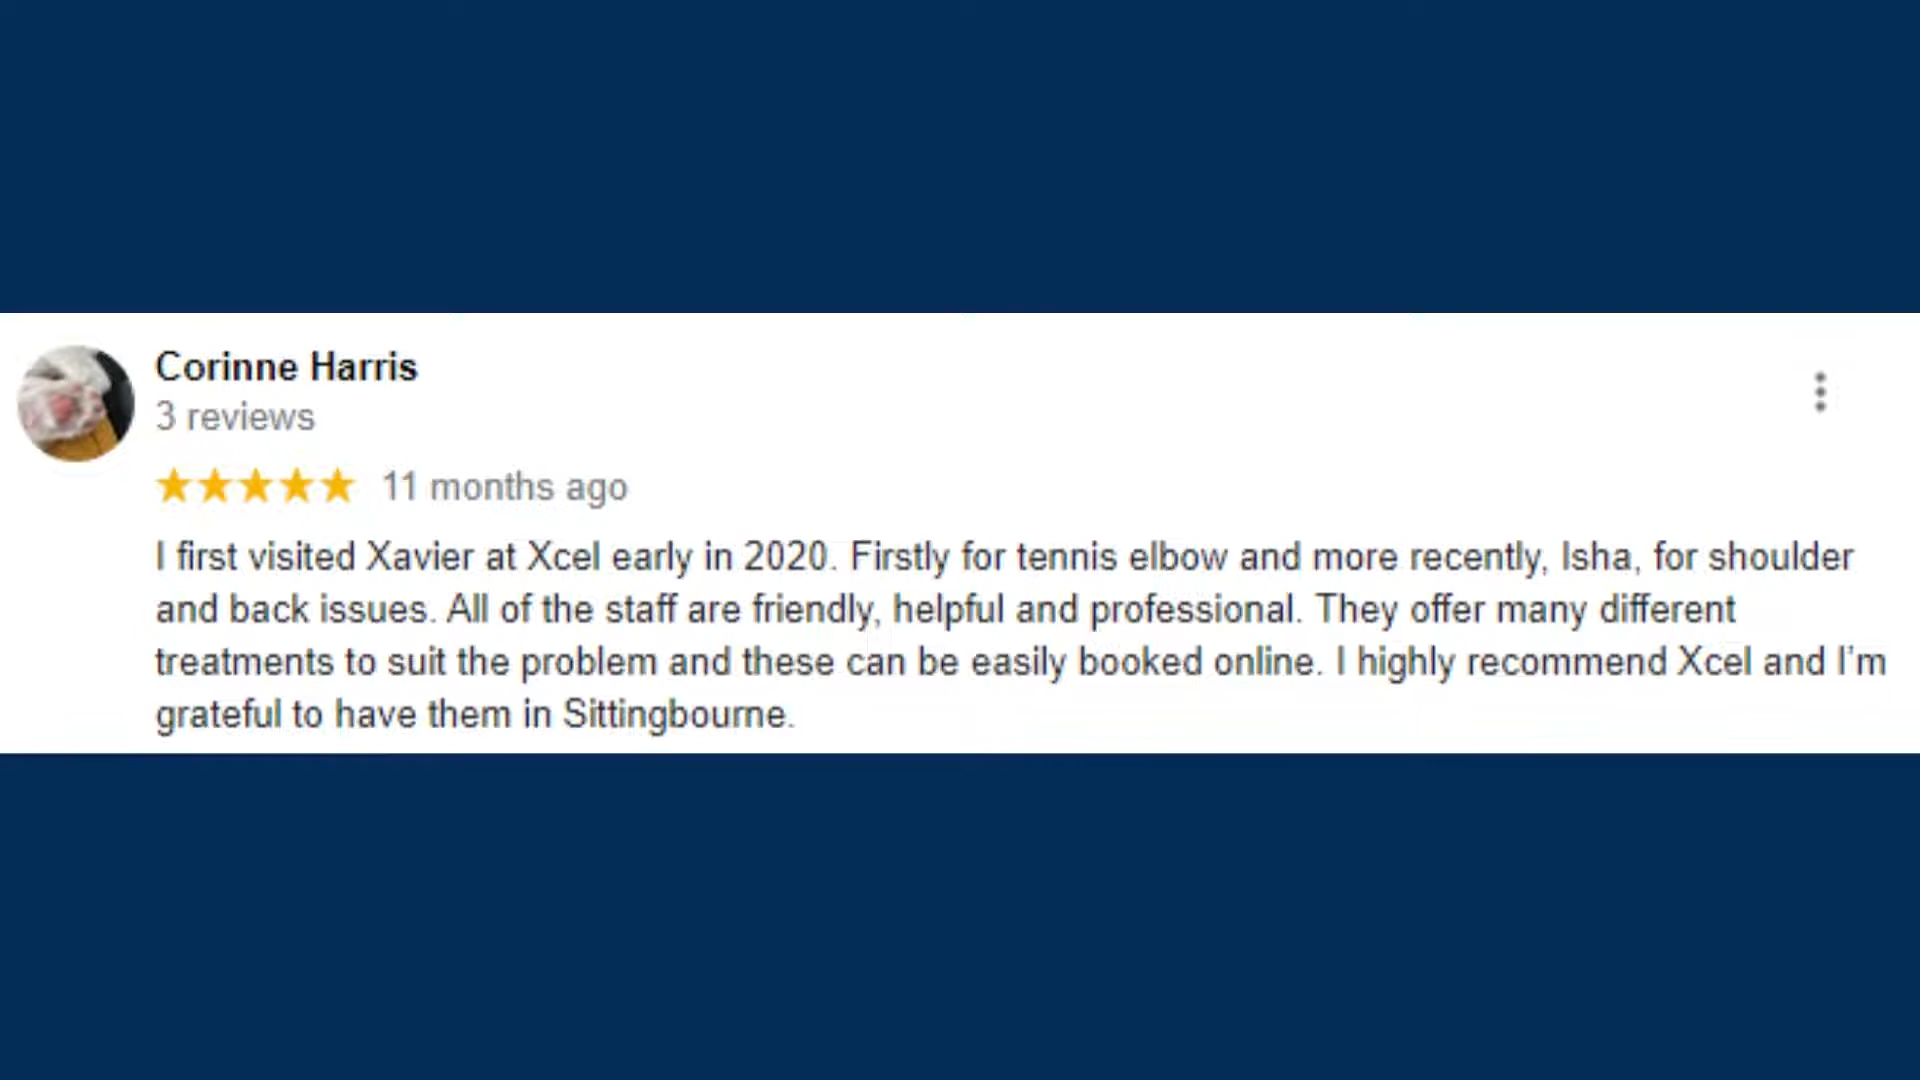 Corinne Harris
3 reviews
11 months ago
I first visited Xavier at Xcel early in 2020. Firstly for tennis elbow and more recently, Isha, for shoulder
and back issues. All of the staff are friendly, helpful and professional. They offer many different
treatments to suit the problem and these can be easily booked online. I highly recommend Xcel and I'm
grateful to have them in Sittingbourne.